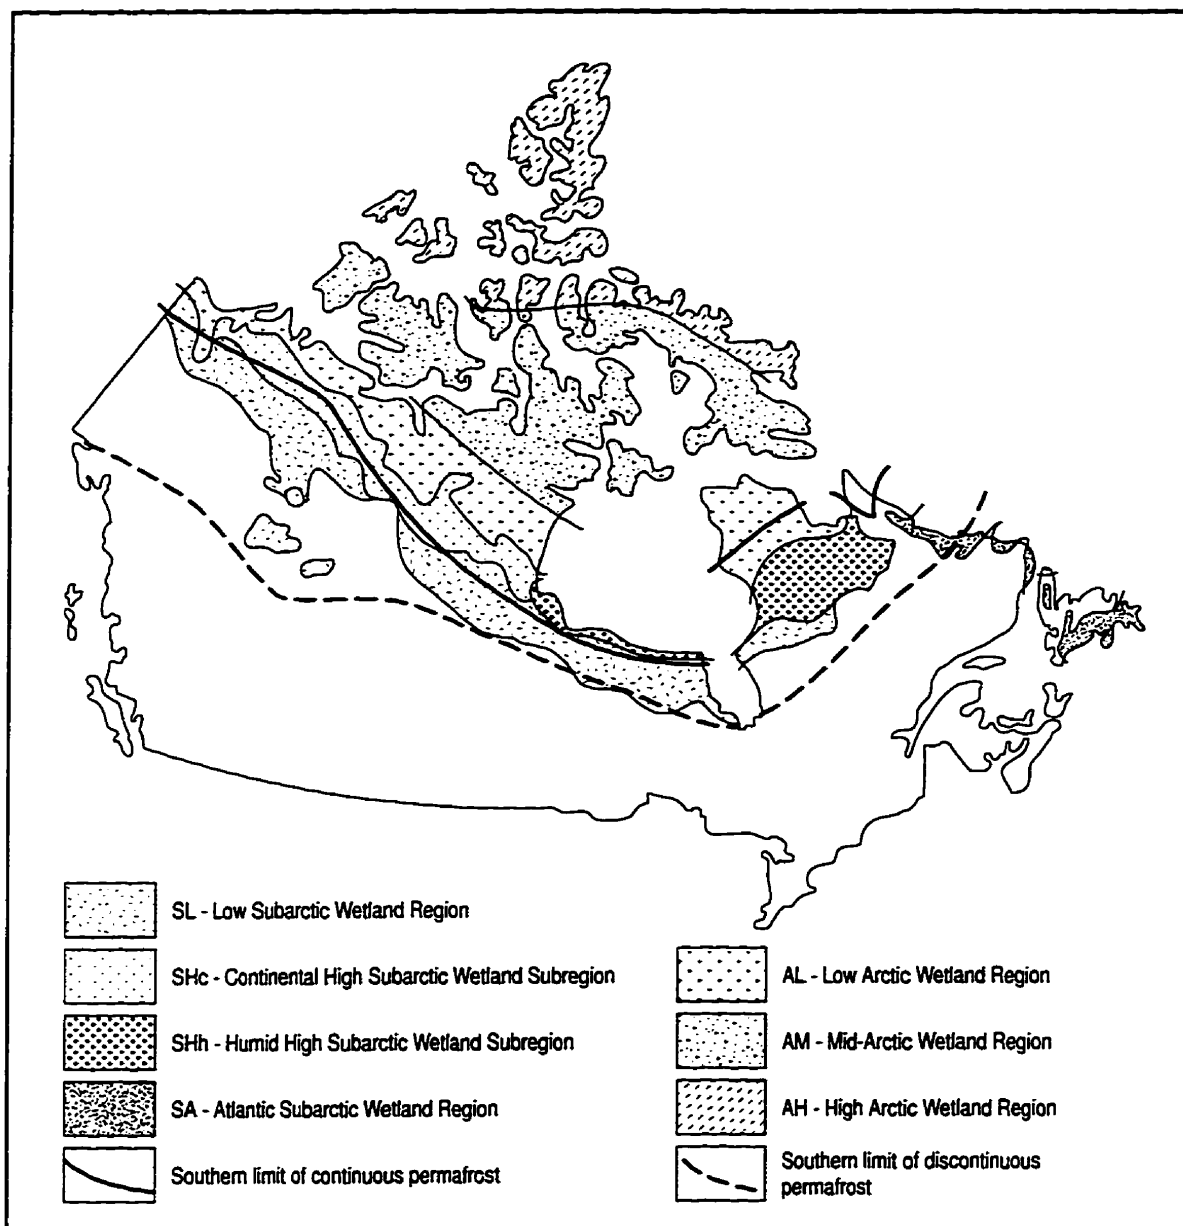 SL - Low Subarctic Wetland Region
SHc - Continental High Subarctic Wetland Subregion
SHh - Humid High Subarctic Wetland Subregion
SA - Atlantic Subarctic Wetland Region
Southern limit of continuous permafrost
AL - Low Arctic Wetland Region
AM - Mid-Arctic Wetland Region
AH - High Arctic Wetland Region
Southern limit of discontinuous
permafrost